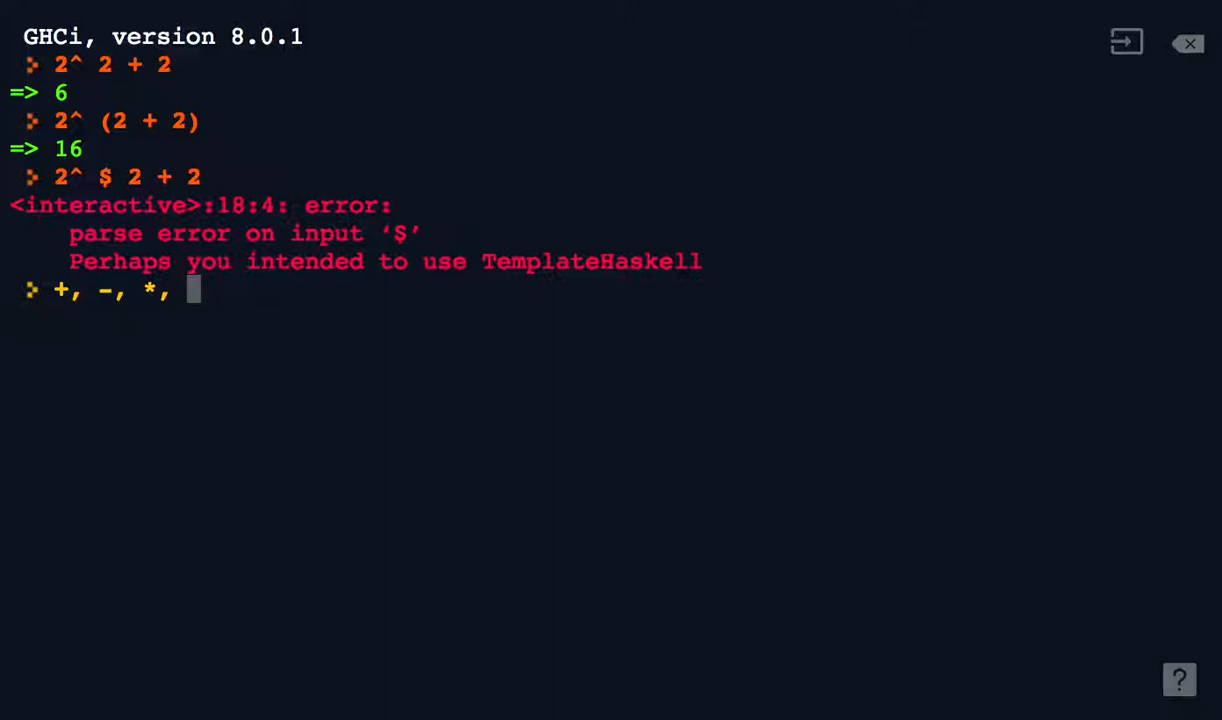 GHCi, version 8.0.1
2^ 2 + 2
=> 6
2^ (2 + 2)
=> 16
2^ $ 2 + 2
<interactive>:18:4: error:
parse error on input ‘$’
Perhaps you intended to use TemplateHaskell
+, -, *,
?